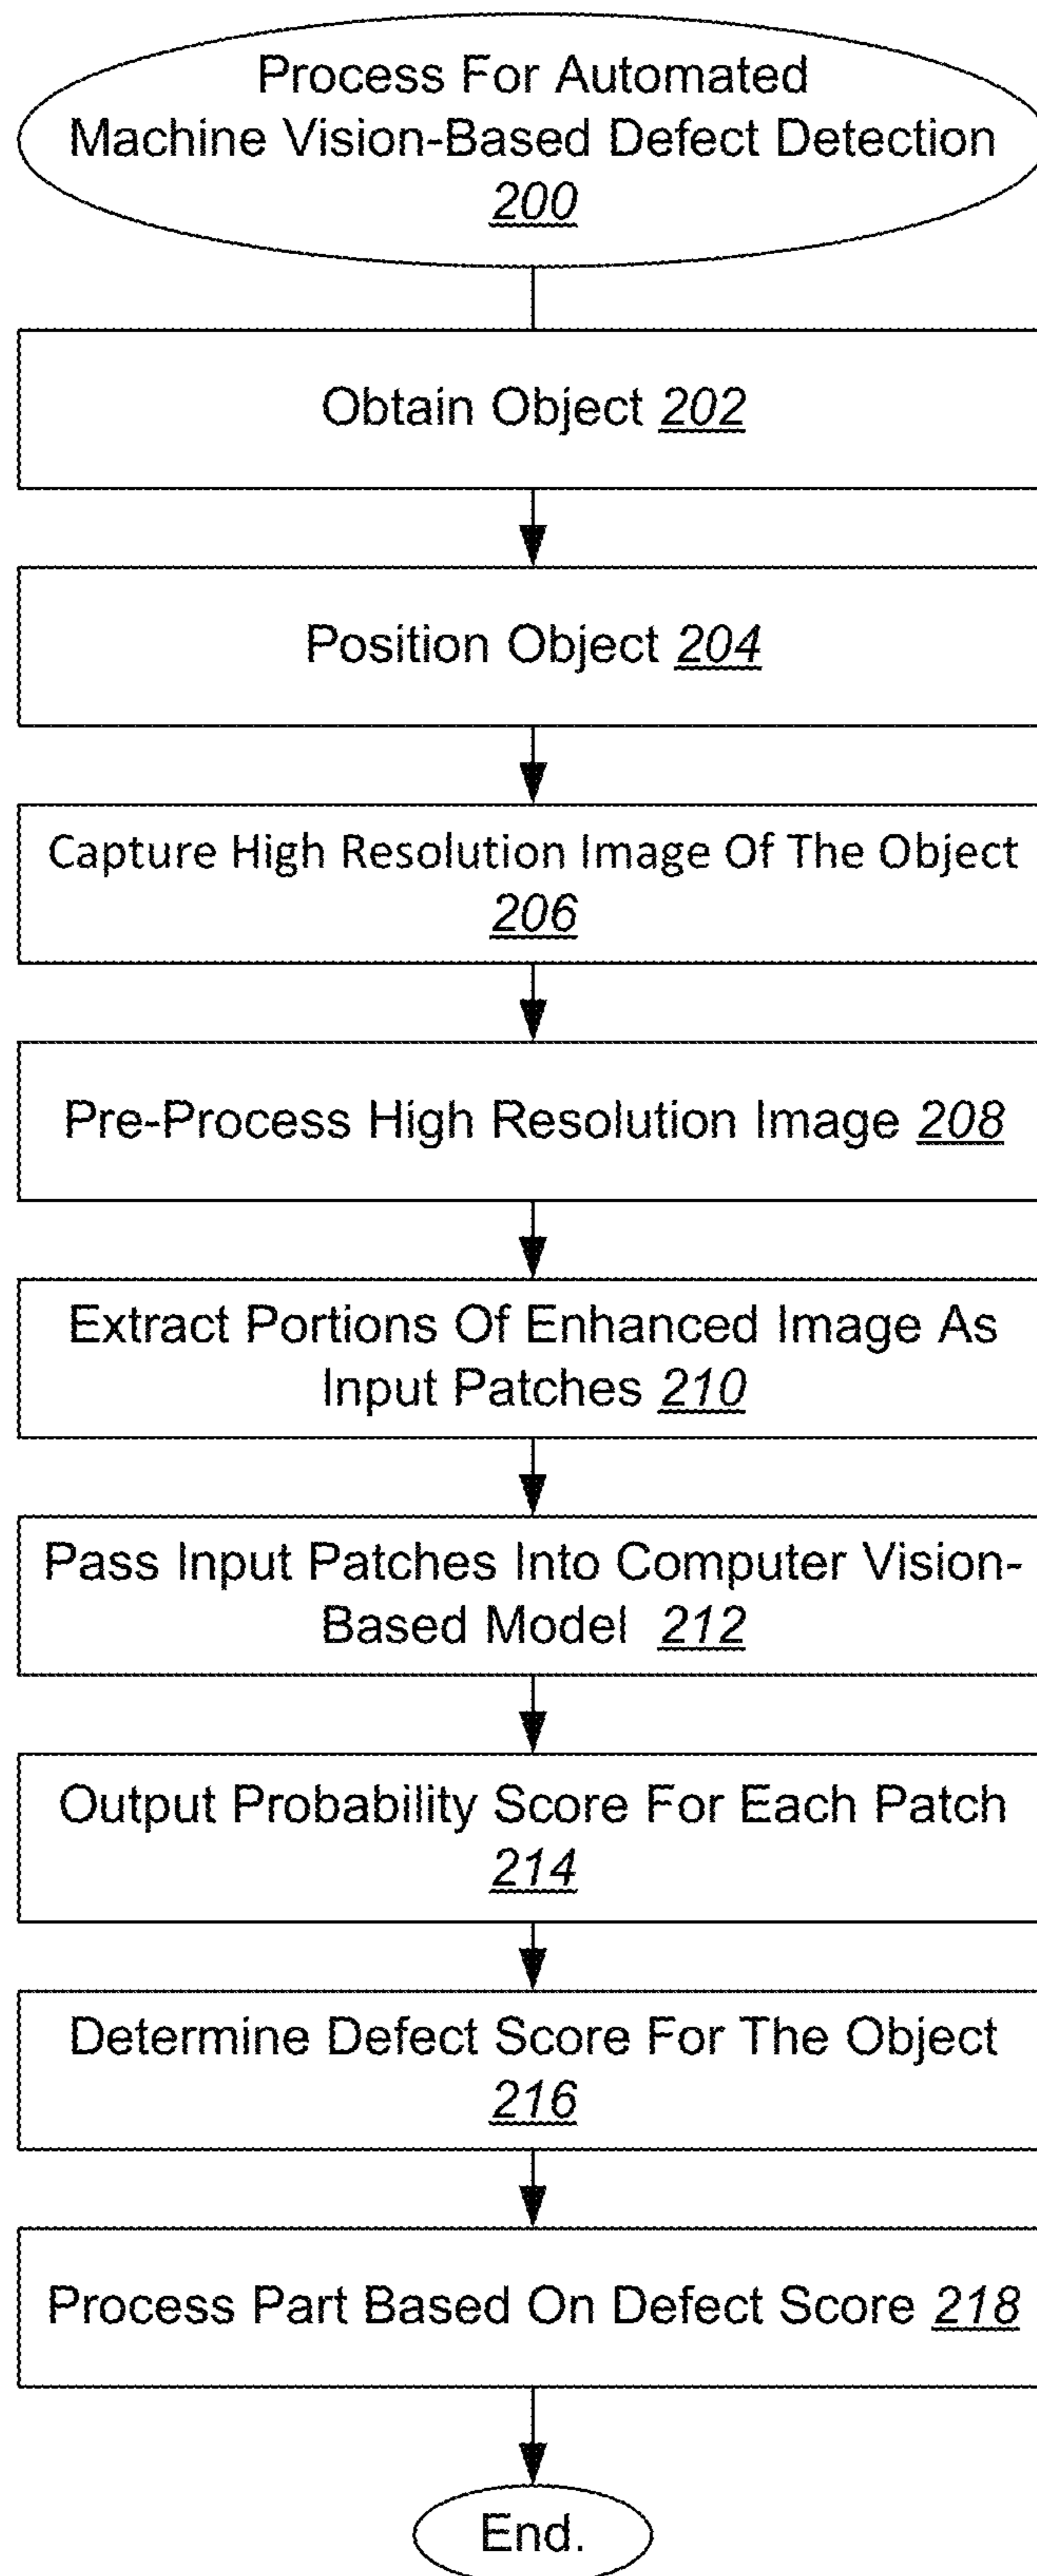 Process For Automated
Machine Vision-Based Defect Detection
200
Obtain Object 202
Position Object 204
Capture High Resolution Image Of The Object
206
Pre-Process High Resolution Image 208
Extract Portions Of Enhanced Image As
Input Patches 210
Pass Input Patches Into Computer Vision-
Based Model 212
Output Probability Score For Each Patch
214
Determine Defect Score For The Object
216
Process Part Based On Defect Score 218
End.